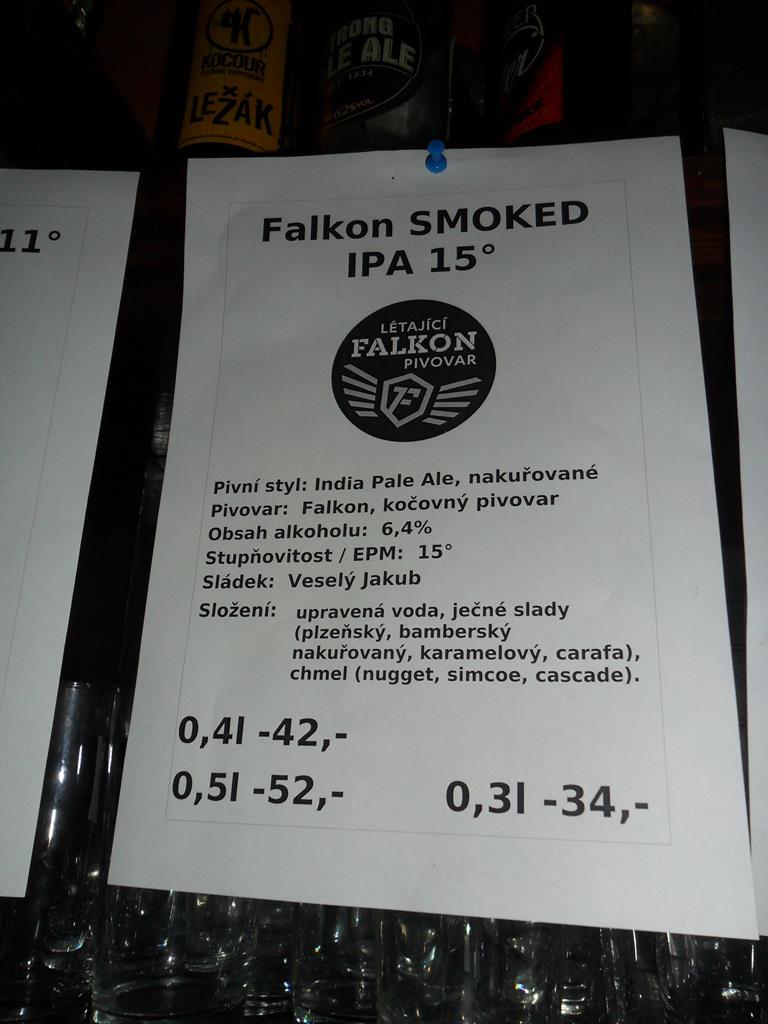 KOCOUR
LEŽÁK
STRONG
LE ALE
1834
11°
Falkon SMOKED
IPA 15°
LÉTAJÍCÍ
FALKON
PIVOVAR
Pivní styl: India Pale Ale, nakuřované
Pivovar: Falkon, kočovný pivovar
Obsah alkoholu: 6,4%
Stupňovitost / EPM: 15°
Sládek: Veselý Jakub
Složení: upravená voda, ječné slady
(plzeňský, bamberský
nakuřovaný, karamelový, carafa),
chmel (nugget, simcoe, cascade).
0,4l -42,-
0,5l -52,- 0,3l -34,-